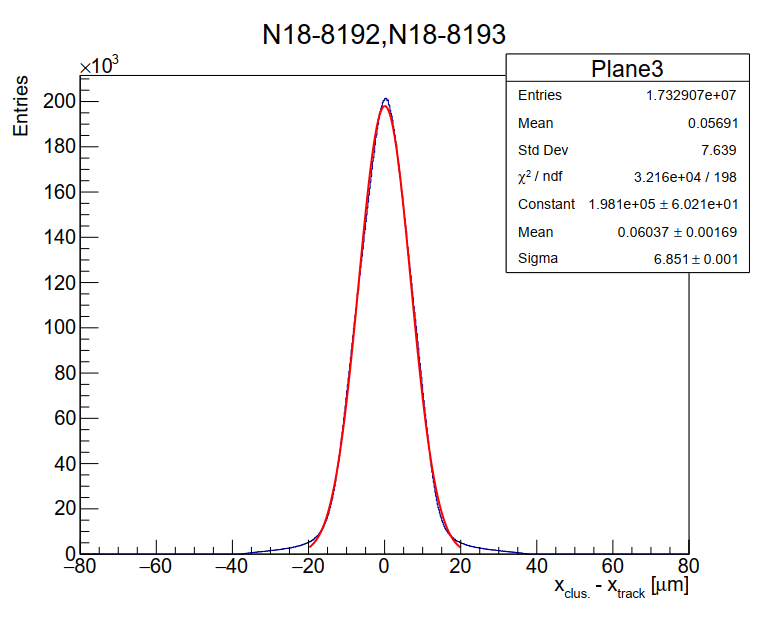 N18-8192,N18-8193
×10³
Entries
Plane3
Entries 1.732907e+07
Mean 0.05691
Std Dev 7.639
χ² / ndf 3.216e+04 / 198
Constant 1.981e+05 ± 6.021e+01
Mean 0.06037 ± 0.00169
Sigma 6.851 ± 0.001
200
180
160
140
120
100
80
60
40
20
0
−80 −60 −40 −20 0 20 40 60 80
x_clus. - x_track [μm]